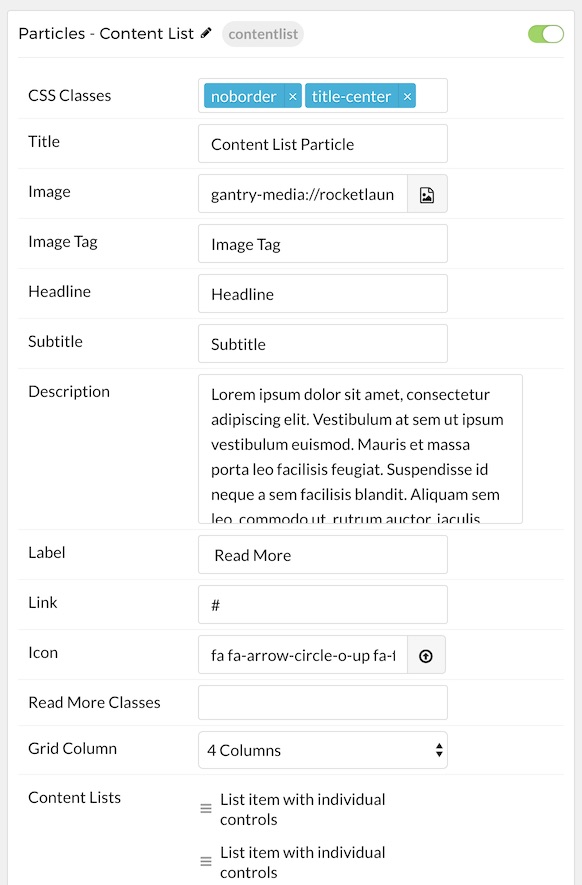 Particles - Content List contentlist
CSS Classes noborder × title-center ×
Title Content List Particle
Image gantry-media://rocketlaun
Image Tag Image Tag
Headline Headline
Subtitle Subtitle
Description Lorem ipsum dolor sit amet, consectetur
adipiscing elit. Vestibulum at sem ut ipsum
vestibulum euismod. Mauris et massa
porta leo facilisis feugiat. Suspendisse id
neque a sem facilisis blandit. Aliquam sem
leo, commodo ut, rutrum auctor, iaculis
Label Read More
Link #
Icon fa fa-arrow-circle-o-up fa-f
Read More Classes
Grid Column 4 Columns
Content Lists List item with individual
controls
List item with individual
controls